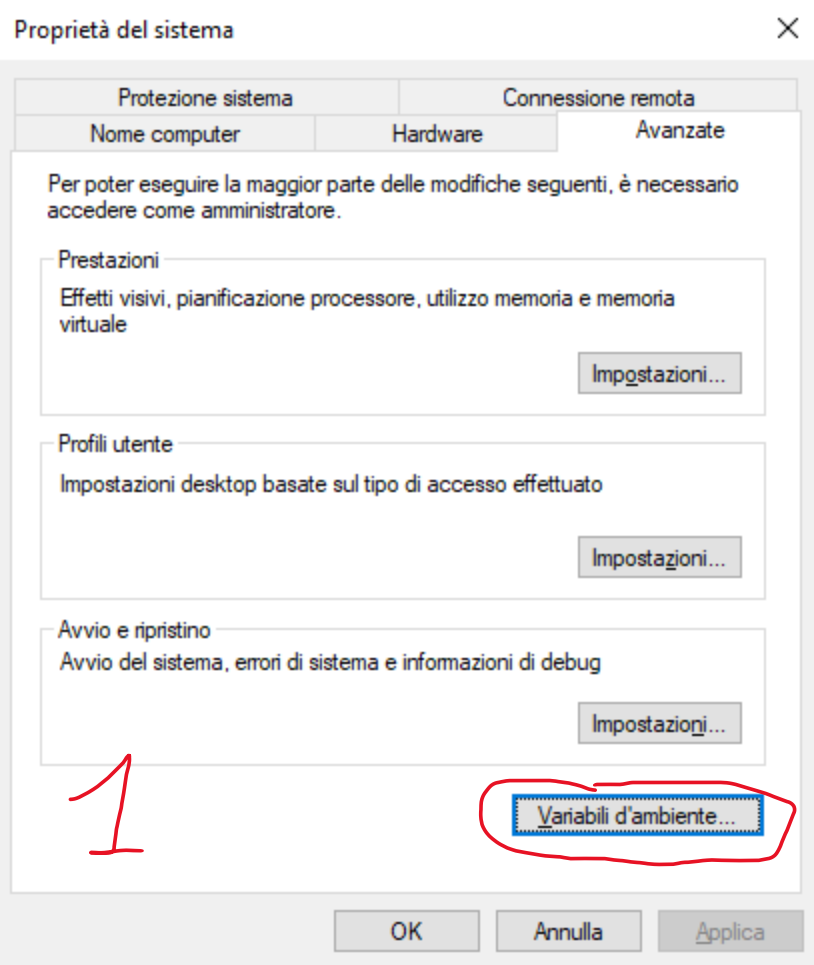 Proprietà del sistema
Protezione sistema
Connessione remota
Nome computer
Hardware
Avanzate
Per poter eseguire la maggior parte delle modifiche seguenti, è necessario
accedere come amministratore.
Prestazioni
Effetti visivi, pianificazione processore, utilizzo memoria e memoria
virtuale
Impostazioni...
Profili utente
Impostazioni desktop basate sul tipo di accesso effettuato
Impostazioni...
Avvio e ripristino
Avvio del sistema, errori di sistema e informazioni di debug
Impostazioni...
1
Variabili d'ambiente...
OK
Annulla
Applica